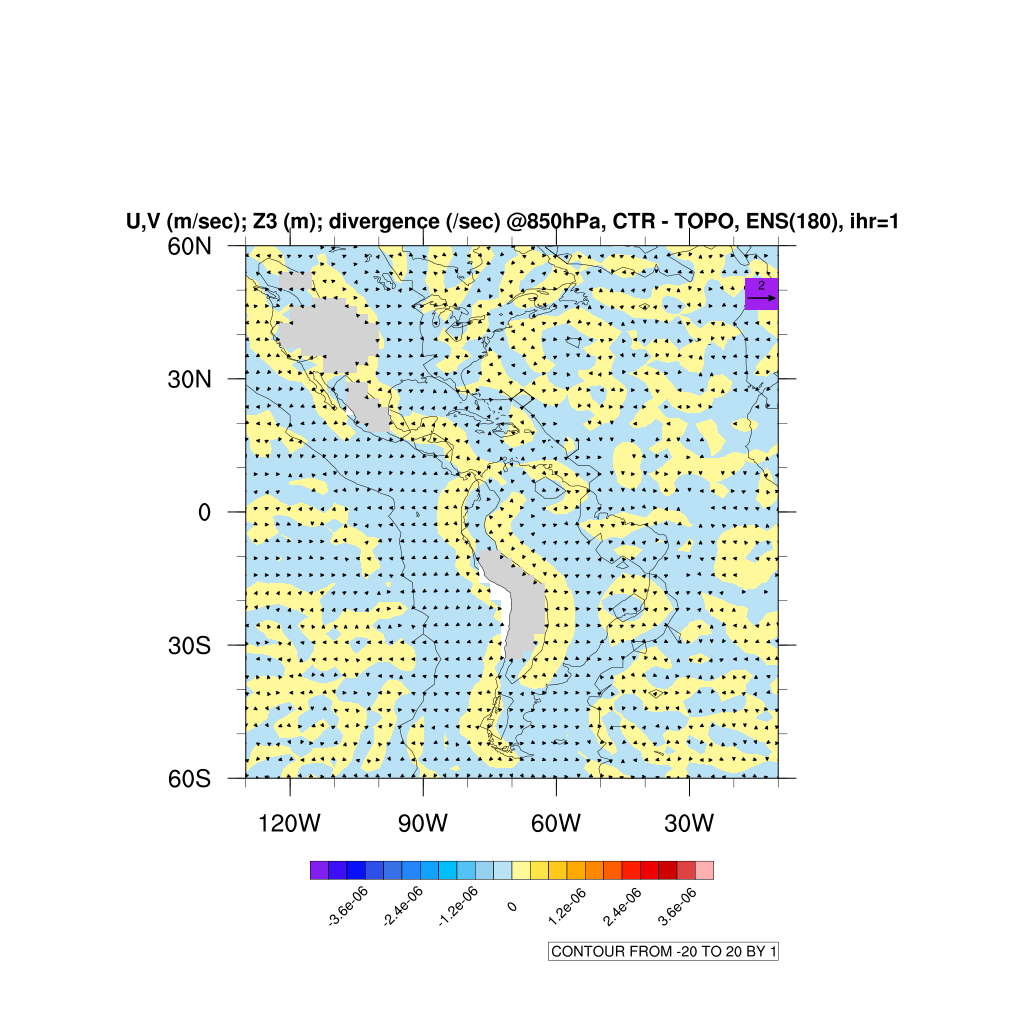 U,V (m/sec); Z3 (m); divergence (/sec) @850hPa, CTR - TOPO, ENS(180), ihr=1
60N
2
30N
0
30S
60S
120W 90W 60W 30W
-3.6e-06 -2.4e-06 -1.2e-06 0 1.2e-06 2.4e-06 3.6e-06
CONTOUR FROM -20 TO 20 BY 1